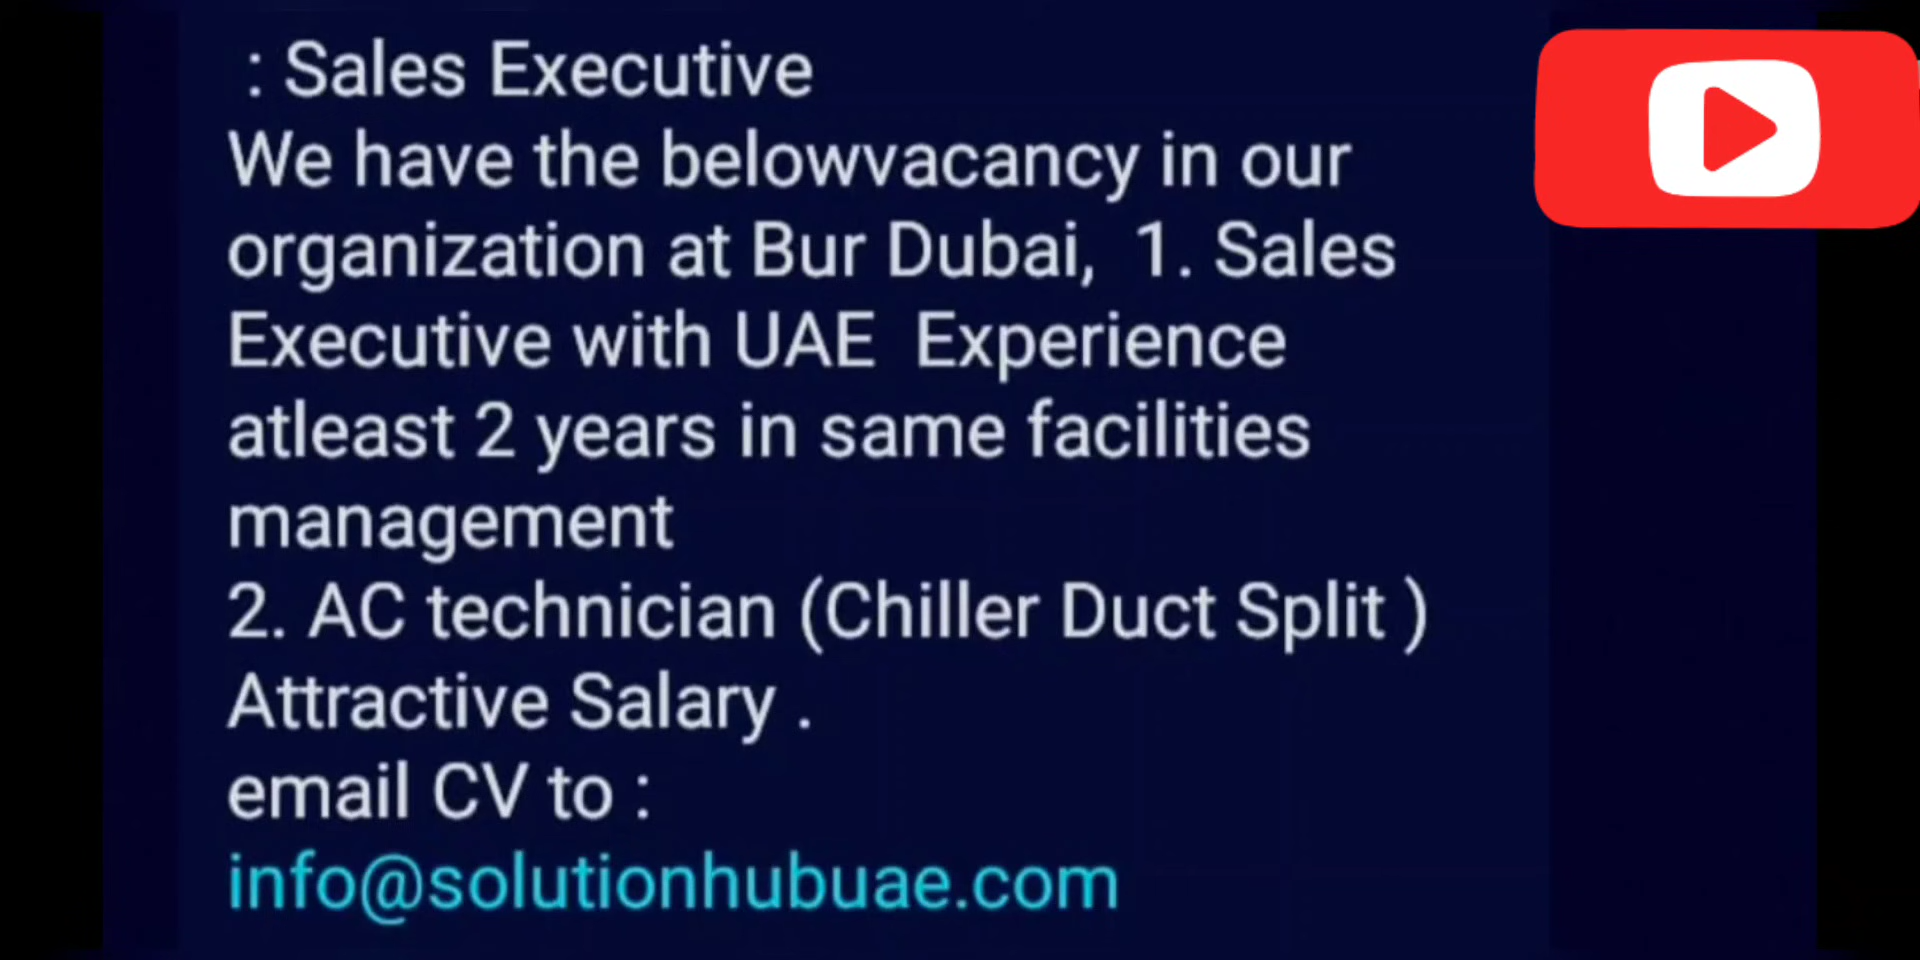 : Sales Executive
We have the belowvacancy in our
organization at Bur Dubai,  1. Sales
Executive with UAE  Experience
atleast 2 years in same facilities
management
2. AC technician (Chiller Duct Split )
Attractive Salary .
email CV to :
info@solutionhubuae.com